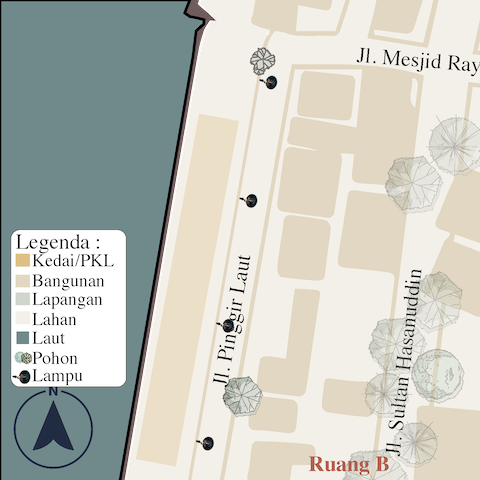 Jl. Mesjid Ray
Legenda :
Kedai/PKL
Bangunan
Lapangan
Lahan
Laut
Pohon
Lampu
N
Jl. Pinggir Laut
Jl. Sultan Hasanuddin
Ruang B